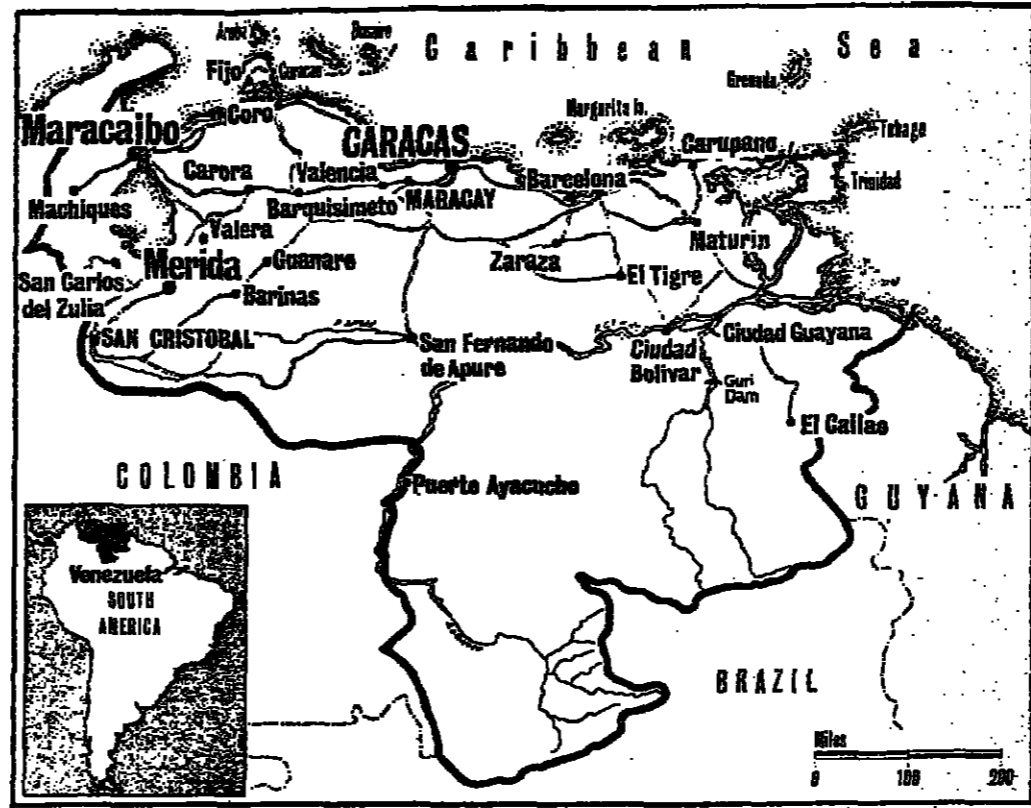 Aruba
Bonaire
Caribbean Sea
Fijo
Curacao
Grenada
Coro
Margarita Is.
Maracaibo
CARACAS
Carupano
Tobago
Carora
Valencia
Barcelona
Trinidad
Machiques
Barquisimeto
MARACAY
Valera
Maturin
Merida
Guanare
Zaraza
San Carlos
del Zulia
El Tigre
Barinas
SAN CRISTOBAL
San Fernando
de Apure
Ciudad
Bolivar
Ciudad Guayana
Guri
Dam
El Callao
COLOMBIA
Puerto Ayacucho
GUYANA
Venezuela
SOUTH
AMERICA
BRAZIL
Miles
0 100 200